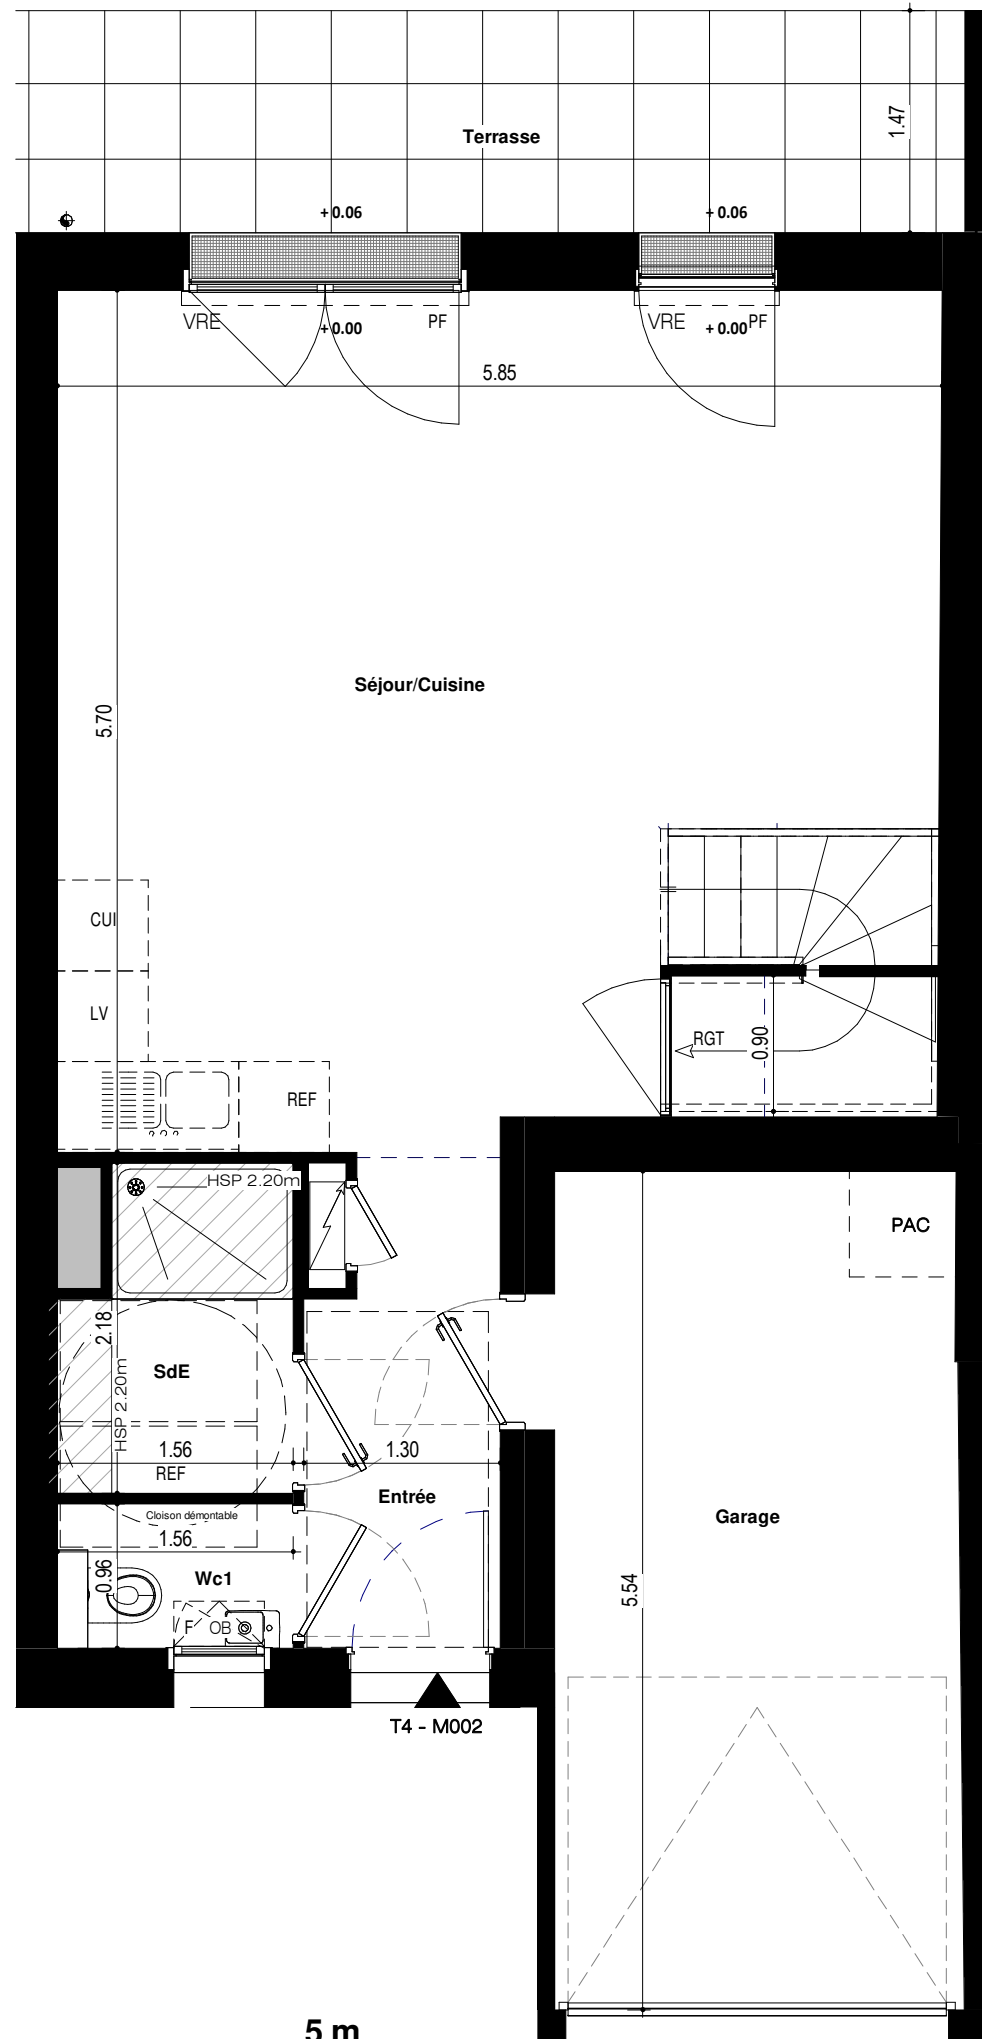 1.47
Terrasse
+ 0.06
+ 0.06
VRE
+ 0.00
PF
VRE
+ 0.00
PF
5.85
Séjour/Cuisine
5.70
CUI
LV
RGT
0.90
REF
HSP 2.20m
PAC
2.18
SdE
HSP 2.20m
1.56
1.30
REF
Entrée
Cloison démontable
Garage
1.56
0.96
Wc1
5.54
F
OB
T4 - M002
5 m